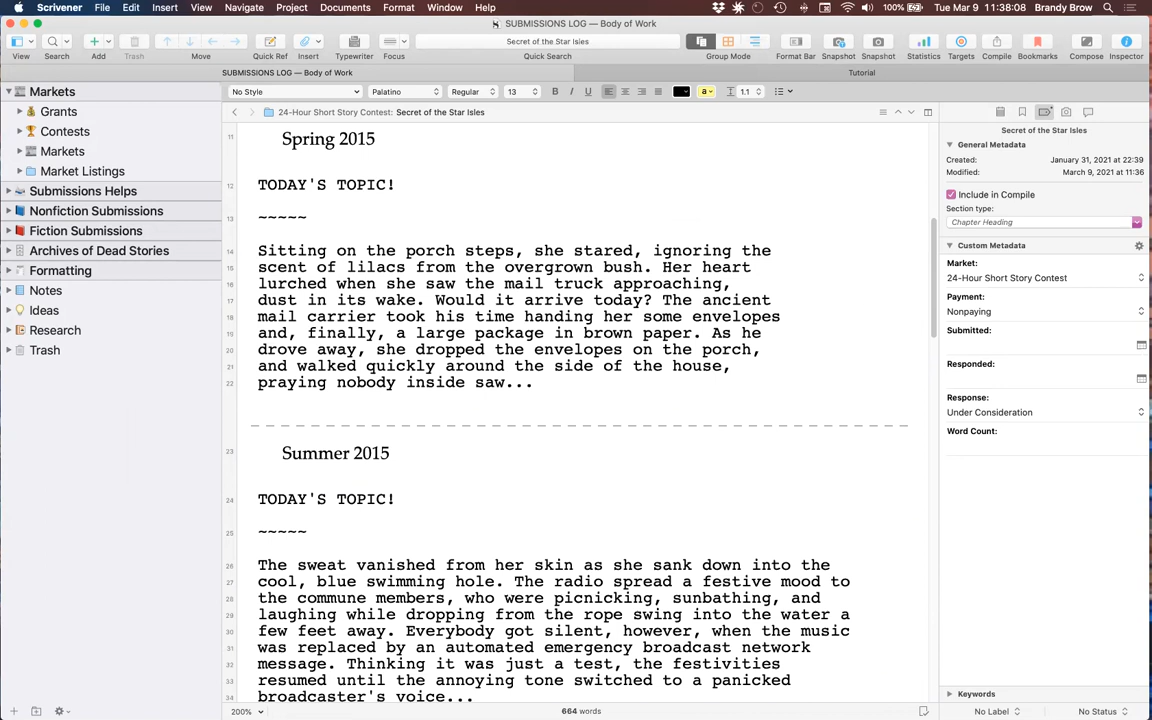 Scrivener File Edit Insert View Navigate Project Documents Format Window Help 100% Tue Mar 9 11:38:08 Brandy Brow
SUBMISSIONS LOG — Body of Work
Secret of the Star Isles
View Search Add Trash Move Quick Ref Insert Typewriter Focus Quick Search Group Mode Format Bar Snapshot Snapshot Statistics Targets Compile Bookmarks Compose Inspector
SUBMISSIONS LOG — Body of Work Tutorial
No Style Palatino Regular 13 B I U a 1.1
24-Hour Short Story Contest: Secret of the Star Isles
Markets
Grants
Contests
Markets
Market Listings
Submissions Helps
Nonfiction Submissions
Fiction Submissions
Archives of Dead Stories
Formatting
Notes
Ideas
Research
Trash
11 Spring 2015
12 TODAY'S TOPIC!
13 ~~~~~
14 Sitting on the porch steps, she stared, ignoring the
15 scent of lilacs from the overgrown bush. Her heart
16 lurched when she saw the mail truck approaching,
17 dust in its wake. Would it arrive today? The ancient
18 mail carrier took his time handing her some envelopes
19 and, finally, a large package in brown paper. As he
20 drove away, she dropped the envelopes on the porch,
21 and walked quickly around the side of the house,
22 praying nobody inside saw...
23 Summer 2015
24 TODAY'S TOPIC!
25 ~~~~~
26 The sweat vanished from her skin as she sank down into the
27 cool, blue swimming hole. The radio spread a festive mood to
28 the commune members, who were picnicking, sunbathing, and
29 laughing while dropping from the rope swing into the water a
30 few feet away. Everybody got silent, however, when the music
31 was replaced by an automated emergency broadcast network
32 message. Thinking it was just a test, the festivities
33 resumed until the annoying tone switched to a panicked
34 broadcaster's voice...
200% 664 words
Secret of the Star Isles
General Metadata
Created: January 31, 2021 at 22:39
Modified: March 9, 2021 at 11:36
Include in Compile
Section type:
Chapter Heading
Custom Metadata
Market:
24-Hour Short Story Contest
Payment:
Nonpaying
Submitted:
Responded:
Response:
Under Consideration
Word Count:
Keywords
No Label No Status